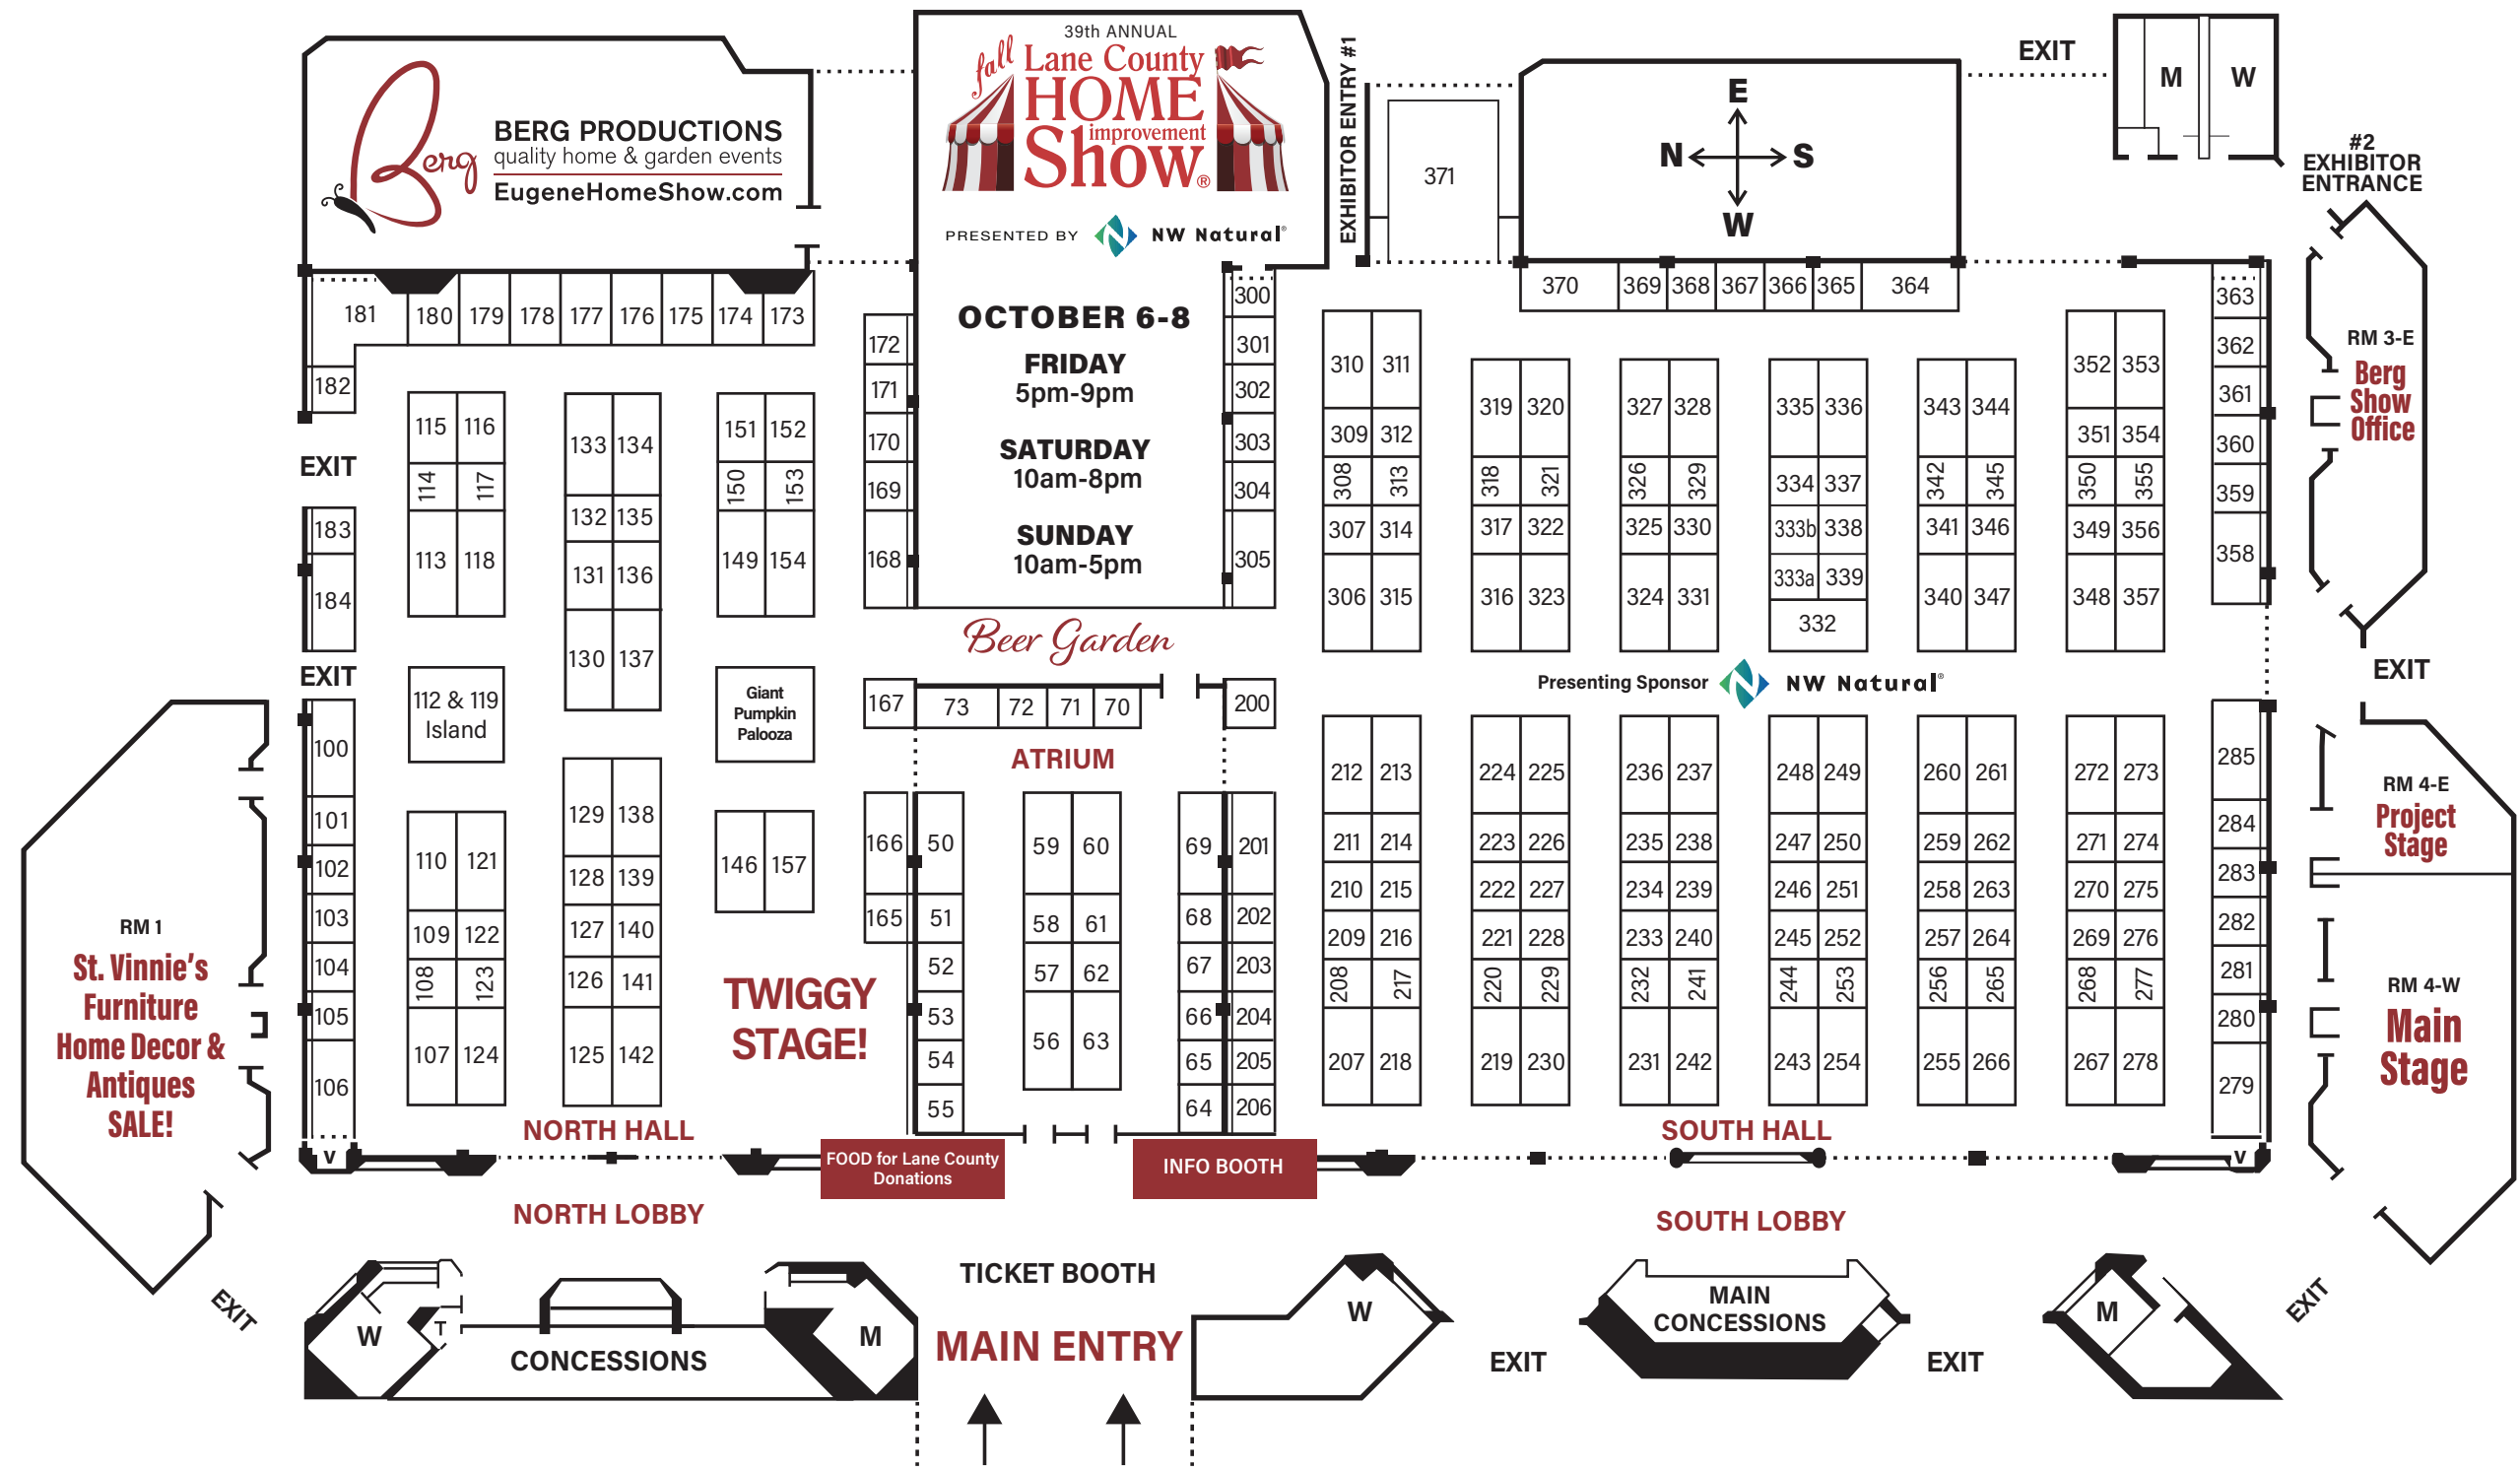 39th ANNUAL
fall
Lane County
HOME
improvement
Show®
PRESENTED BY NW Natural®
Berg
BERG PRODUCTIONS
quality home & garden events
EugeneHomeShow.com
EXHIBITOR ENTRY #1
371
E
N S
W
EXIT
M W
#2
EXHIBITOR
ENTRANCE
OCTOBER 6-8
FRIDAY
5pm-9pm
SATURDAY
10am-8pm
SUNDAY
10am-5pm
181 180 179 178 177 176 175 174 173
182
EXIT
183
184
EXIT
100
101
102
103
104
105
106
V
115 116
114 117
113 118
112 & 119
Island
110 121
109 122
108 123
107 124
133 134
132 135
131 136
130 137
129 138
128 139
127 140
126 141
125 142
151 152
150 153
149 154
Giant
Pumpkin
Palooza
146 157
TWIGGY
STAGE!
NORTH HALL
172
171
170
169
168
300
301
302
303
304
305
Beer Garden
167 73 72 71 70 200
ATRIUM
166 50
165 51
52
53
54
55
59 60
58 61
57 62
56 63
69 201
68 202
67 203
66 204
65 205
64 206
370 369 368 367 366 365 364
310 311
309 312
308 313
307 314
306 315
319 320
318 321
317 322
316 323
327 328
326 329
325 330
324 331
335 336
334 337
333b 338
333a 339
332
343 344
342 345
341 346
340 347
352 353
351 354
350 355
349 356
348 357
363
362
361
360
359
358
Presenting Sponsor NW Natural®
212 213
211 214
210 215
209 216
208 217
207 218
224 225
223 226
222 227
221 228
220 229
219 230
236 237
235 238
234 239
233 240
232 241
231 242
248 249
247 250
246 251
245 252
244 253
243 254
260 261
259 262
258 263
257 264
256 265
255 266
272 273
271 274
270 275
269 276
268 277
267 278
285
284
283
282
281
280
279
V
SOUTH HALL
RM 3-E
Berg
Show
Office
EXIT
RM 4-E
Project
Stage
RM 4-W
Main
Stage
RM 1
St. Vinnie's
Furniture
Home Decor &
Antiques
SALE!
FOOD for Lane County
Donations
INFO BOOTH
NORTH LOBBY
SOUTH LOBBY
EXIT
W
T
CONCESSIONS
M
TICKET BOOTH
MAIN ENTRY
W
EXIT
MAIN
CONCESSIONS
EXIT
M
EXIT